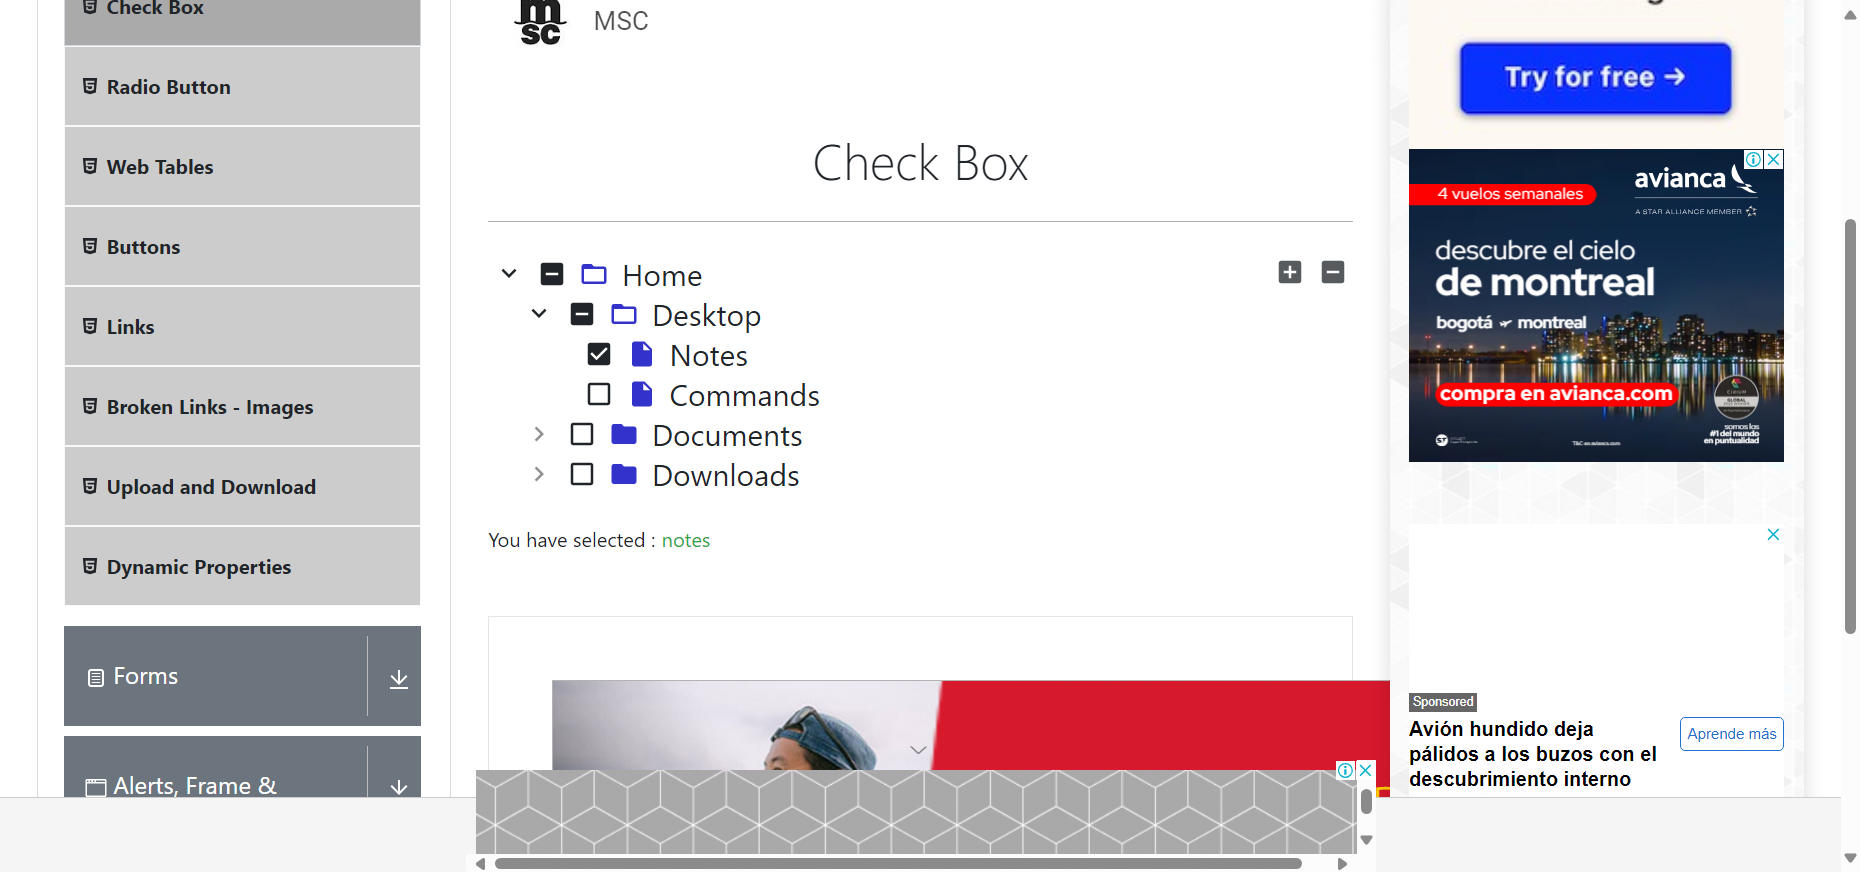 Check Box
Radio Button
Web Tables
Buttons
Links
Broken Links - Images
Upload and Download
Dynamic Properties
Forms
Alerts, Frame &
msc
MSC
Check Box
Home
Desktop
Notes
Commands
Documents
Downloads
You have selected : notes
Try for free →
4 vuelos semanales
avianca
A STAR ALLIANCE MEMBER
descubre el cielo
de montreal
bogotá montreal
compra en avianca.com
somos los
#1 del mundo
en puntualidad
T&C en avianca.com
Sponsored
Avión hundido deja
pálidos a los buzos con el
descubrimiento interno
Aprende más